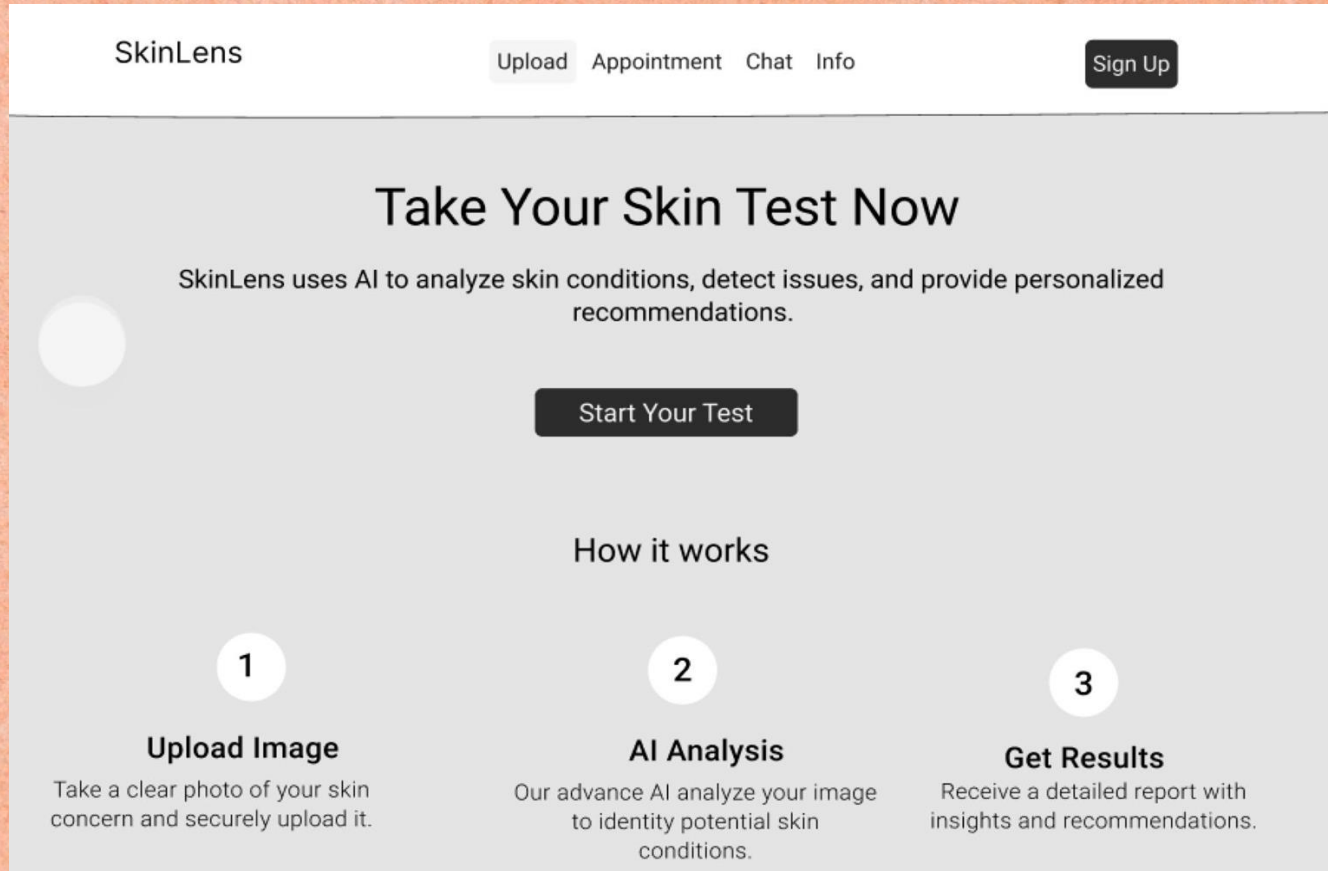 SkinLens
Upload
Appointment
Chat
Info
Sign Up
Take Your Skin Test Now
SkinLens uses AI to analyze skin conditions, detect issues, and provide personalized
recommendations.
Start Your Test
How it works
1
Upload Image
Take a clear photo of your skin
concern and securely upload it.
2
AI Analysis
Our advance AI analyze your image
to identity potential skin
conditions.
3
Get Results
Receive a detailed report with
insights and recommendations.